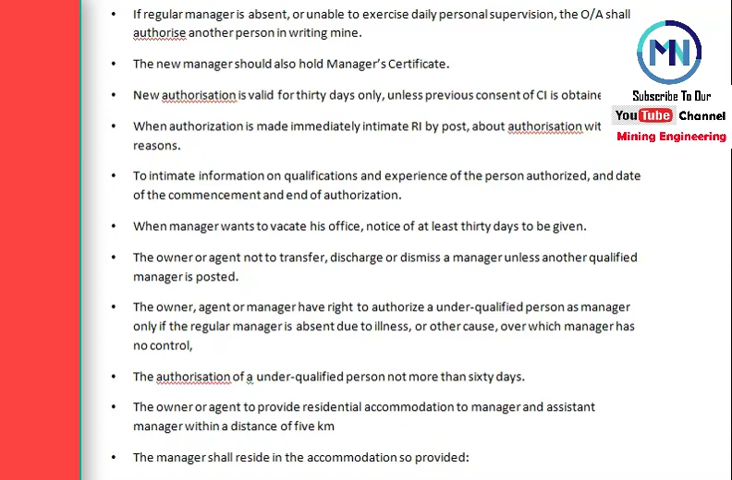 • If regular manager is absent, or unable to exercise daily personal supervision, the O/A shall
authorise another person in writing mine.
• The new manager should also hold Manager's Certificate.
• New authorisation is valid for thirty days only, unless previous consent of CI is obtaine
• When authorization is made immediately intimate RI by post, about authorisation wit
reasons.
• To intimate information on qualifications and experience of the person authorized, and date
of the commencement and end of authorization.
• When manager wants to vacate his office, notice of at least thirty days to be given.
• The owner or agent not to transfer, discharge or dismiss a manager unless another qualified
manager is posted.
• The owner, agent or manager have right to authorize a under-qualified person as manager
only if the regular manager is absent due to illness, or other cause, over which manager has
no control,
• The authorisation of a under-qualified person not more than sixty days.
• The owner or agent to provide residential accommodation to manager and assistant
manager within a distance of five km
• The manager shall reside in the accommodation so provided:
MN
Subscribe To Our
YouTube Channel
Mining Engineering